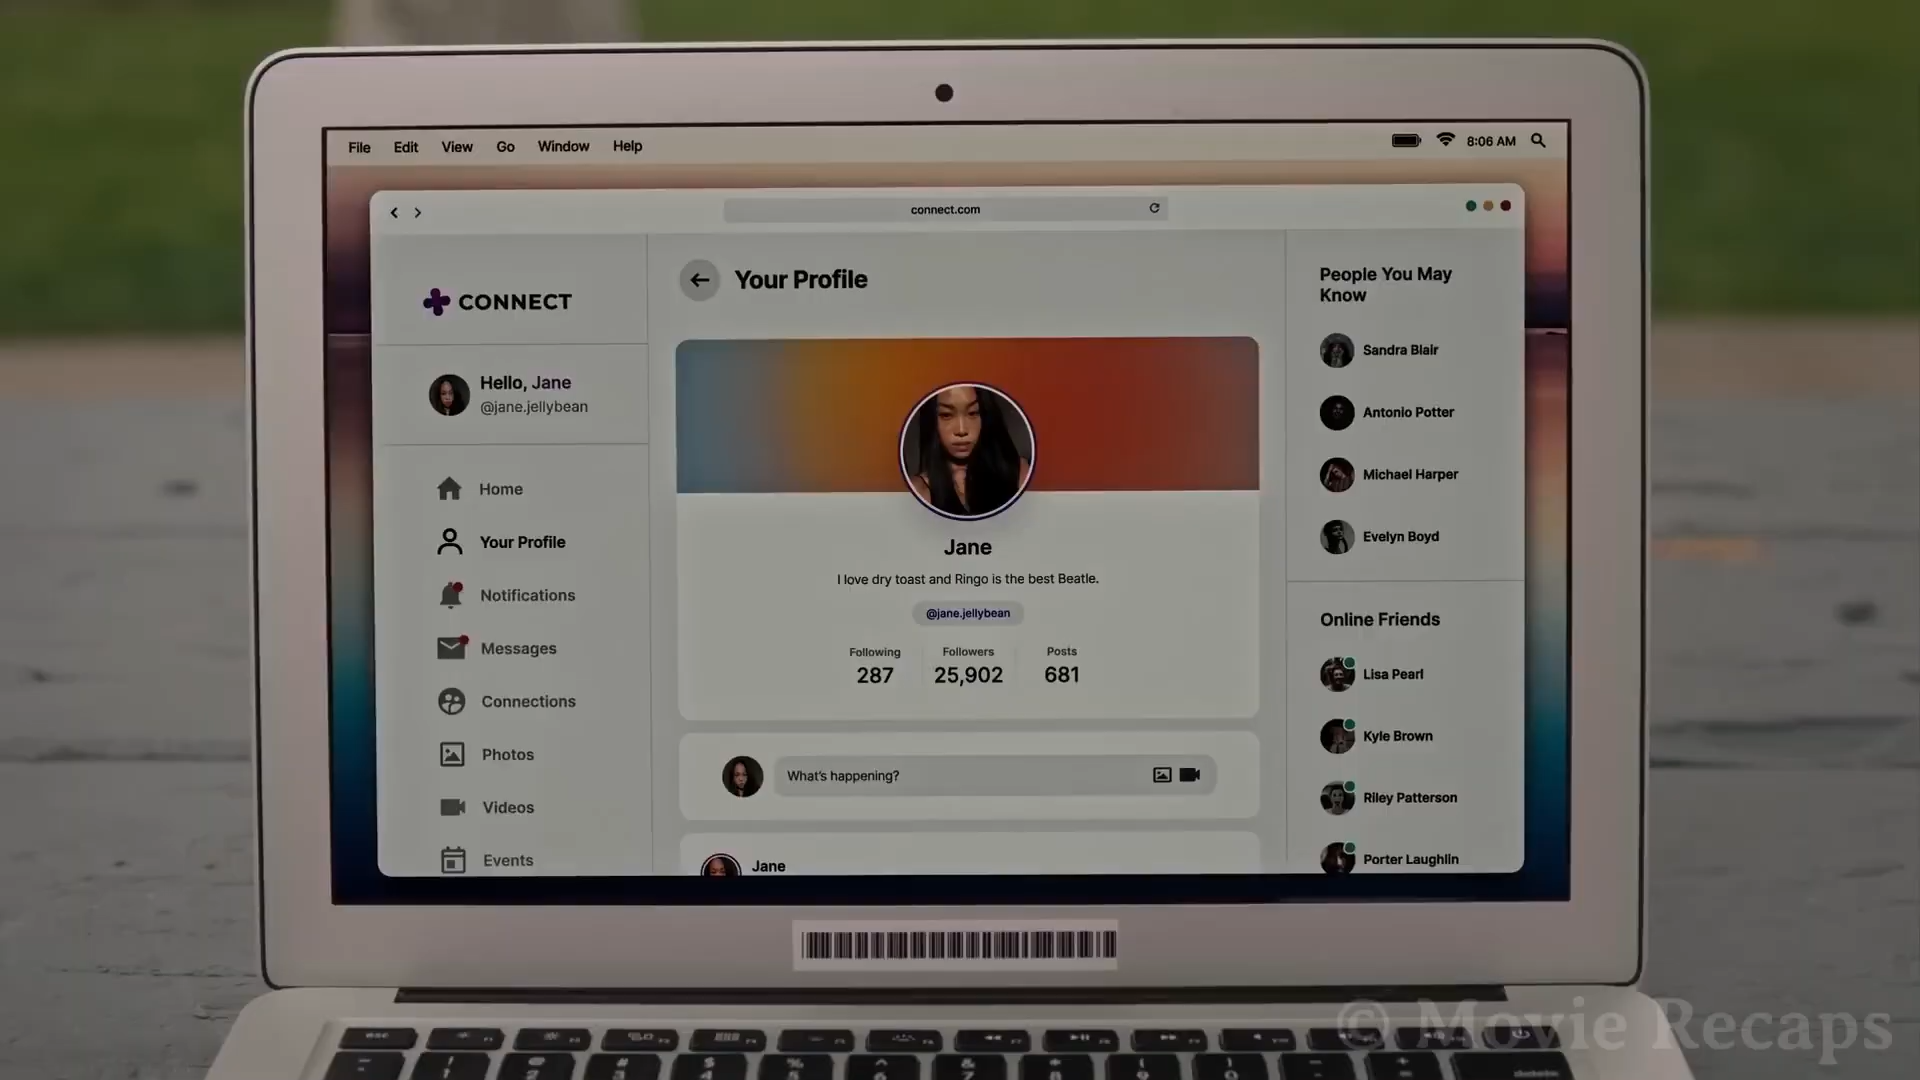 File Edit View Go Window Help
8:06 AM
connect.com
CONNECT
Hello, Jane
@jane.jellybean
Home
Your Profile
Notifications
Messages
Connections
Photos
Videos
Events
Your Profile
Jane
I love dry toast and Ringo is the best Beatle.
@jane.jellybean
Following Followers Posts
287 25,902 681
What's happening?
Jane
People You May
Know
Sandra Blair
Antonio Potter
Michael Harper
Evelyn Boyd
Online Friends
Lisa Pearl
Kyle Brown
Riley Patterson
Porter Laughlin
esc
© Movie Recaps